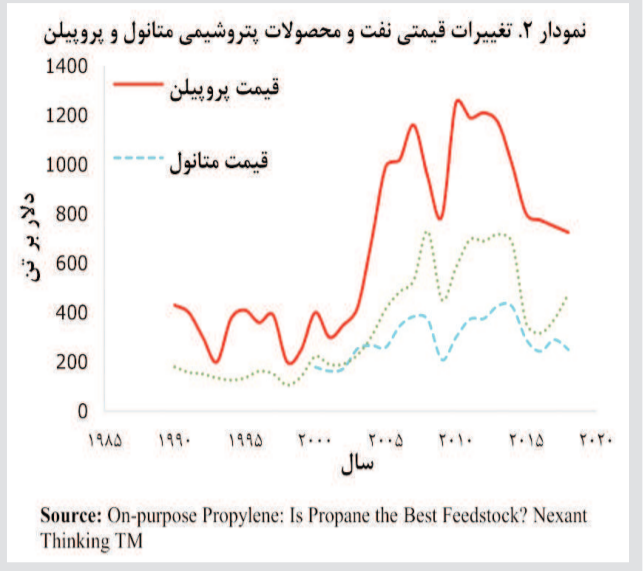 نمودار ۲. تغییرات قیمتی نفت و محصولات پتروشیمی متانول و پروپیلن
1400
1200
1000
800
600
400
200
0
دلار بر تن
قیمت پروپیلن
قیمت متانول
۱۹۸۵ ۱۹۹۰ ۱۹۹۵ ۲۰۰۰ ۲۰۰۵ ۲۰۱۰ ۲۰۱۵ ۲۰۲۰
سال
Source: On-purpose Propylene: Is Propane the Best Feedstock? Nexant
Thinking TM